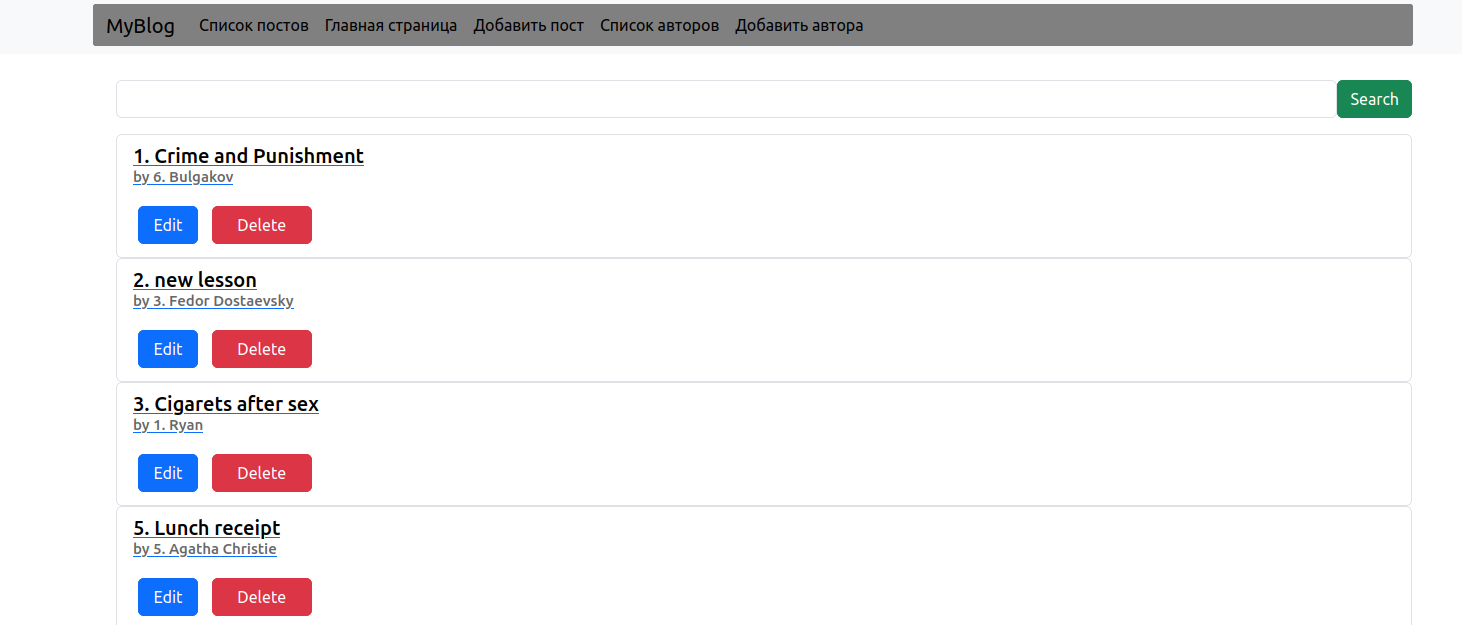 MyBlog Список постов Главная страница Добавить пост Список авторов Добавить автора
Search
1. Crime and Punishment
by 6. Bulgakov
Edit Delete
2. new lesson
by 3. Fedor Dostaevsky
Edit Delete
3. Cigarets after sex
by 1. Ryan
Edit Delete
5. Lunch receipt
by 5. Agatha Christie
Edit Delete